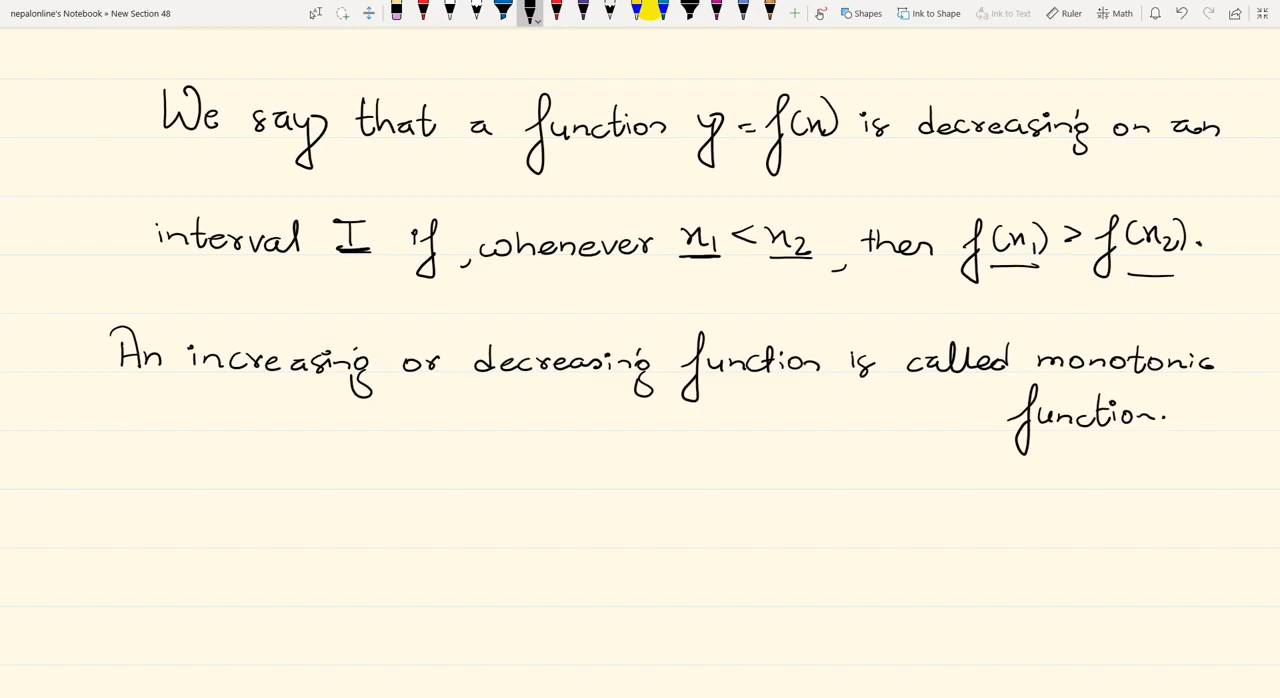 nepalonline's Notebook » New Section 48
Shapes Ink to Shape Ink to Text Ruler Math
We say that a function y = f(x) is decreasing on an
interval I if, whenever x₁ < x₂, then f(x₁) > f(x₂).
An increasing or decreasing function is called monotonic
function.